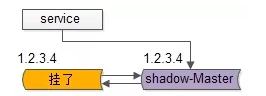 service
1.2.3.4
1.2.3.4
挂了
shadow-Master